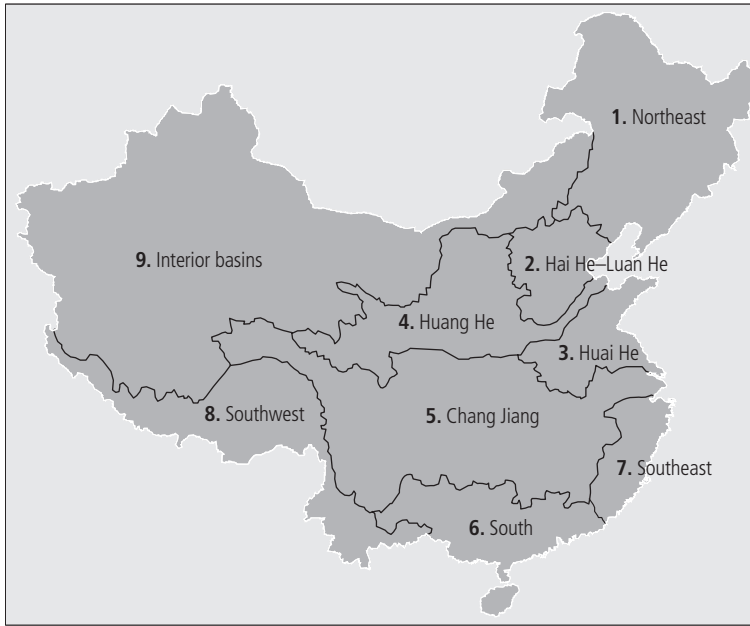 1. Northeast
9. Interior basins
2. Hai He–Luan He
4. Huang He
3. Huai He
8. Southwest
5. Chang Jiang
7. Southeast
6. South